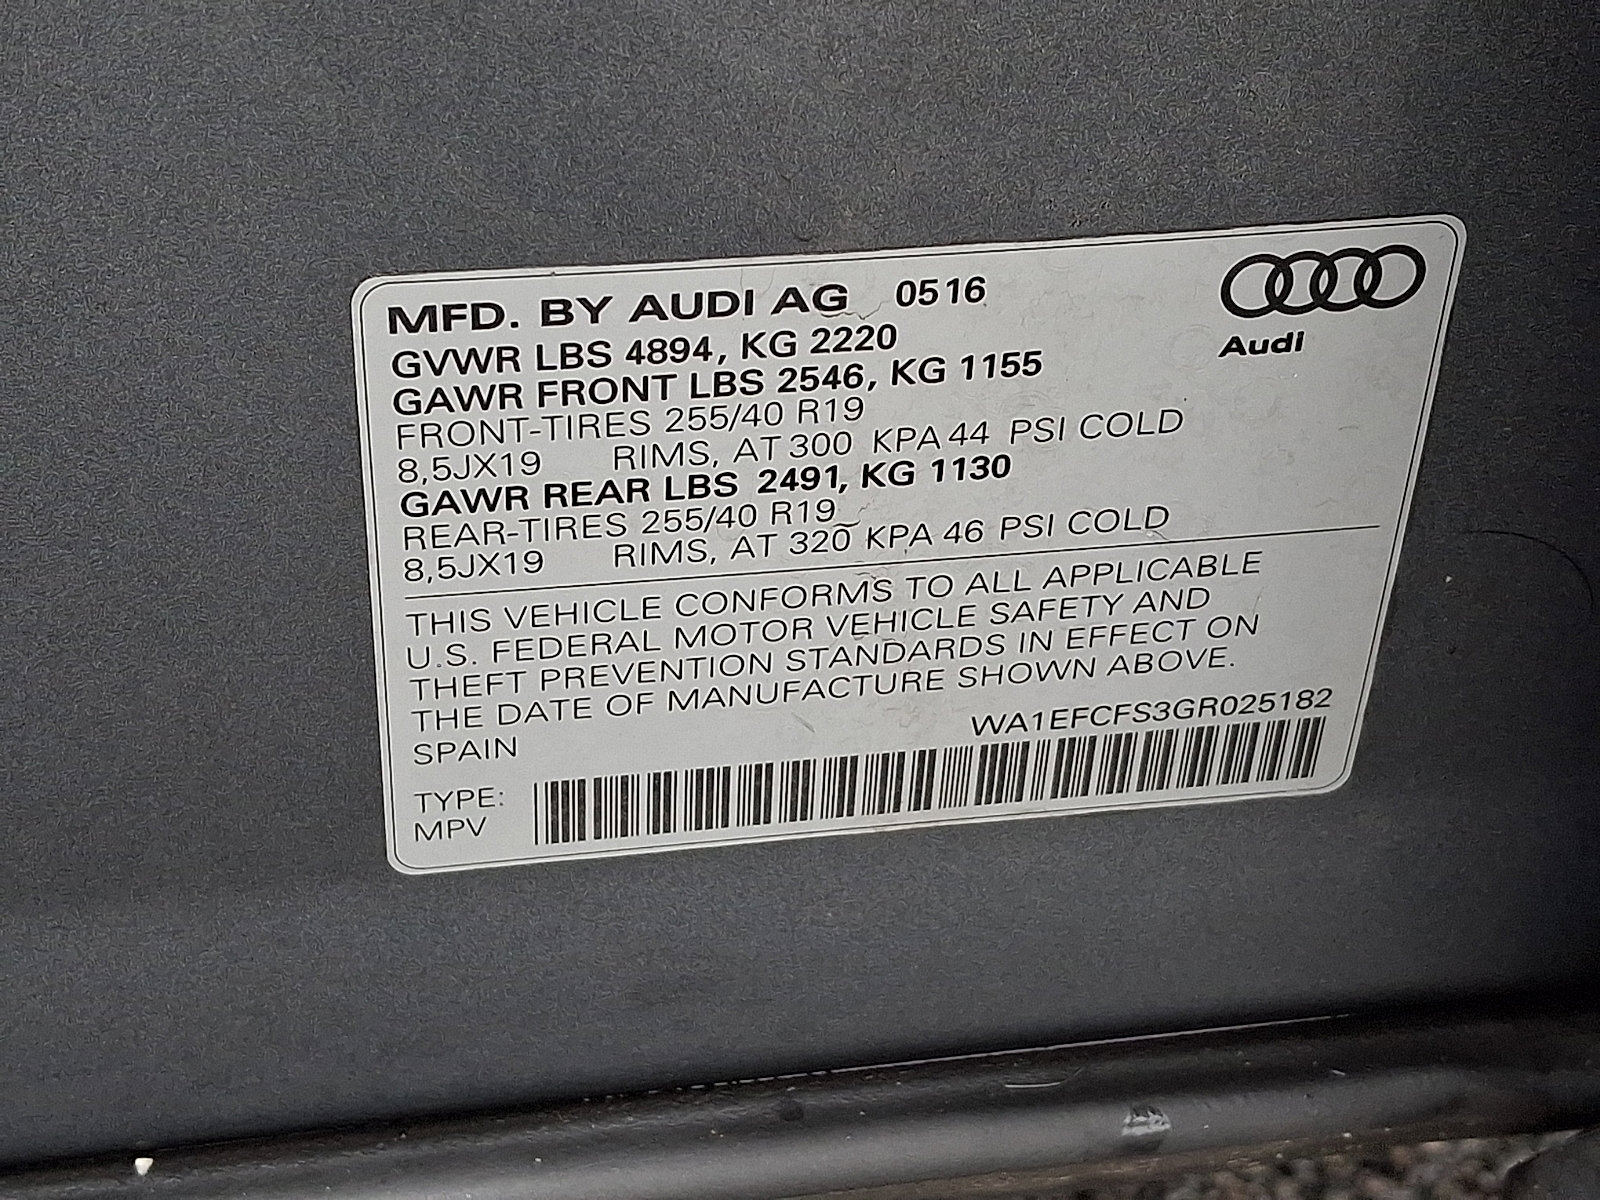 MFD. BY AUDI AG 0516
GVWR LBS 4894, KG 2220
GAWR FRONT LBS 2546, KG 1155
FRONT-TIRES 255/40 R19
8,5JX19 RIMS, AT 300 KPA 44 PSI COLD
GAWR REAR LBS 2491, KG 1130
REAR-TIRES 255/40 R19
8,5JX19 RIMS, AT 320 KPA 46 PSI COLD
Audi
THIS VEHICLE CONFORMS TO ALL APPLICABLE
U.S. FEDERAL MOTOR VEHICLE SAFETY AND
THEFT PREVENTION STANDARDS IN EFFECT ON
THE DATE OF MANUFACTURE SHOWN ABOVE.
SPAIN WA1EFCFS3GR025182
TYPE:
MPV